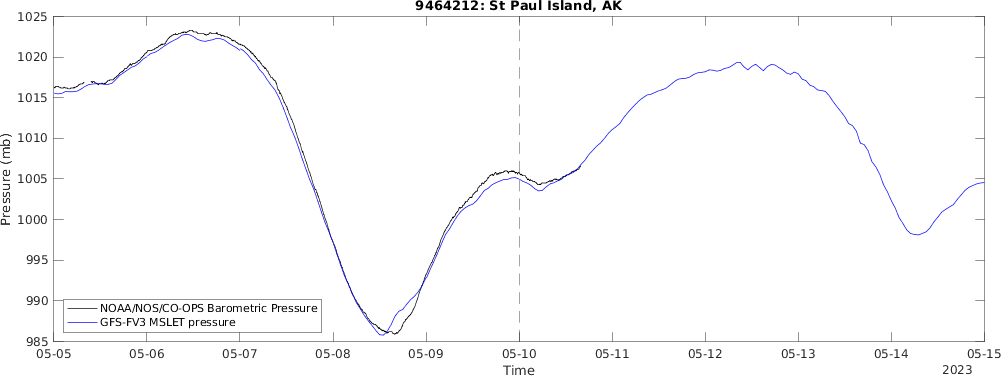 9464212: St Paul Island, AK
Pressure (mb)
1025
1020
1015
1010
1005
1000
995
990
985
NOAA/NOS/CO-OPS Barometric Pressure
GFS-FV3 MSLET pressure
05-05 05-06 05-07 05-08 05-09 05-10 05-11 05-12 05-13 05-14 05-15
Time
2023